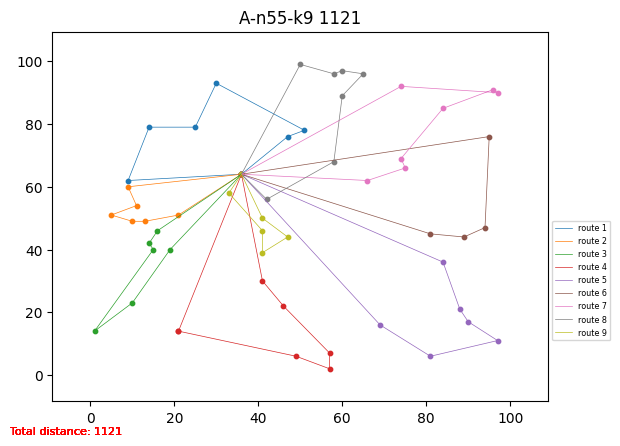 A-n55-k9 1121
100
80
60
40
20
0
0 20 40 60 80 100
route 1
route 2
route 3
route 4
route 5
route 6
route 7
route 8
route 9
Total distance: 1121